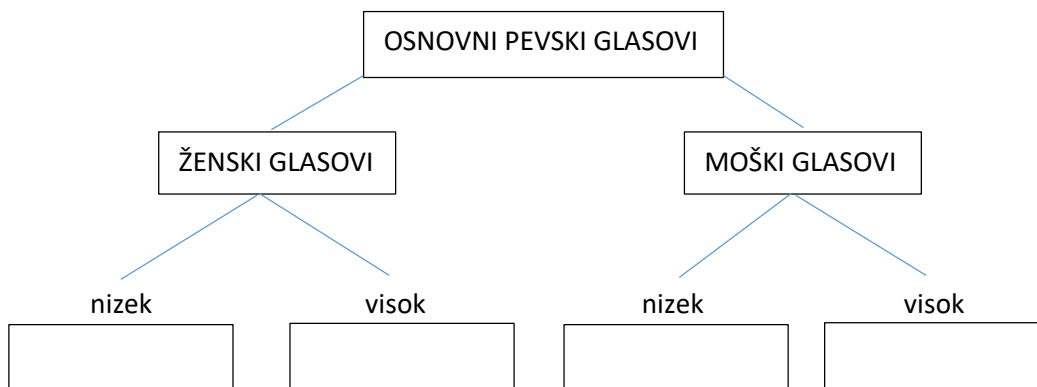 OSNOVNI PEVSKI GLASOVI
ŽENSKI GLASOVI
MOŠKI GLASOVI
nizek
visok
nizek
visok